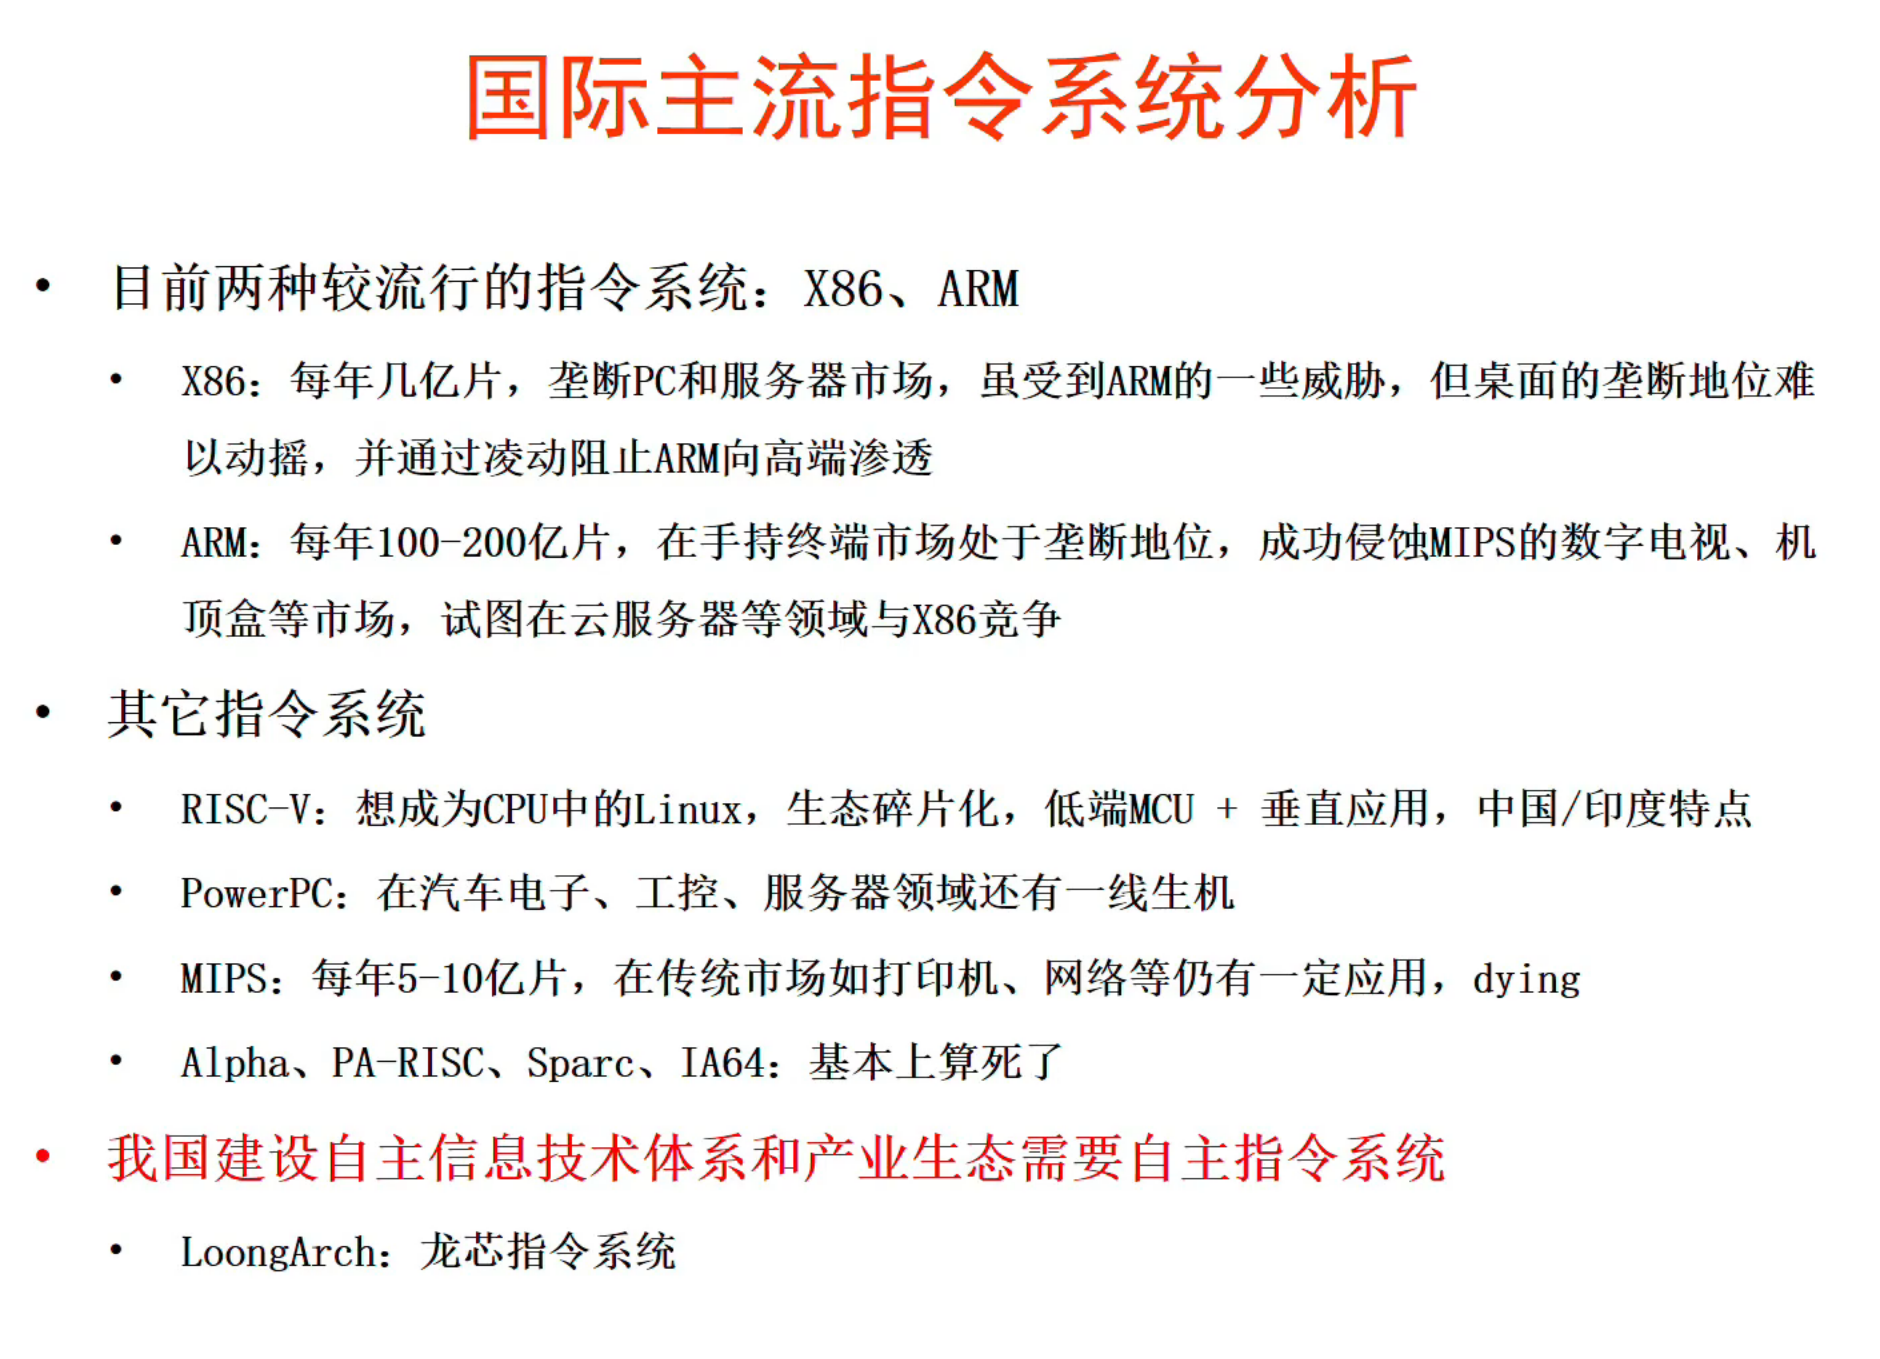 国际主流指令系统分析
• 目前两种较流行的指令系统：X86、ARM
• X86：每年几亿片，垄断PC和服务器市场，虽受到ARM的一些威胁，但桌面的垄断地位难
以动摇，并通过凌动阻止ARM向高端渗透
• ARM：每年100-200亿片，在手持终端市场处于垄断地位，成功侵蚀MIPS的数字电视、机
顶盒等市场，试图在云服务器等领域与X86竞争
• 其它指令系统
• RISC-V：想成为CPU中的Linux，生态碎片化，低端MCU + 垂直应用，中国/印度特点
• PowerPC：在汽车电子、工控、服务器领域还有一线生机
• MIPS：每年5-10亿片，在传统市场如打印机、网络等仍有一定应用，dying
• Alpha、PA-RISC、Sparc、IA64：基本上算死了
• 我国建设自主信息技术体系和产业生态需要自主指令系统
• LoongArch：龙芯指令系统